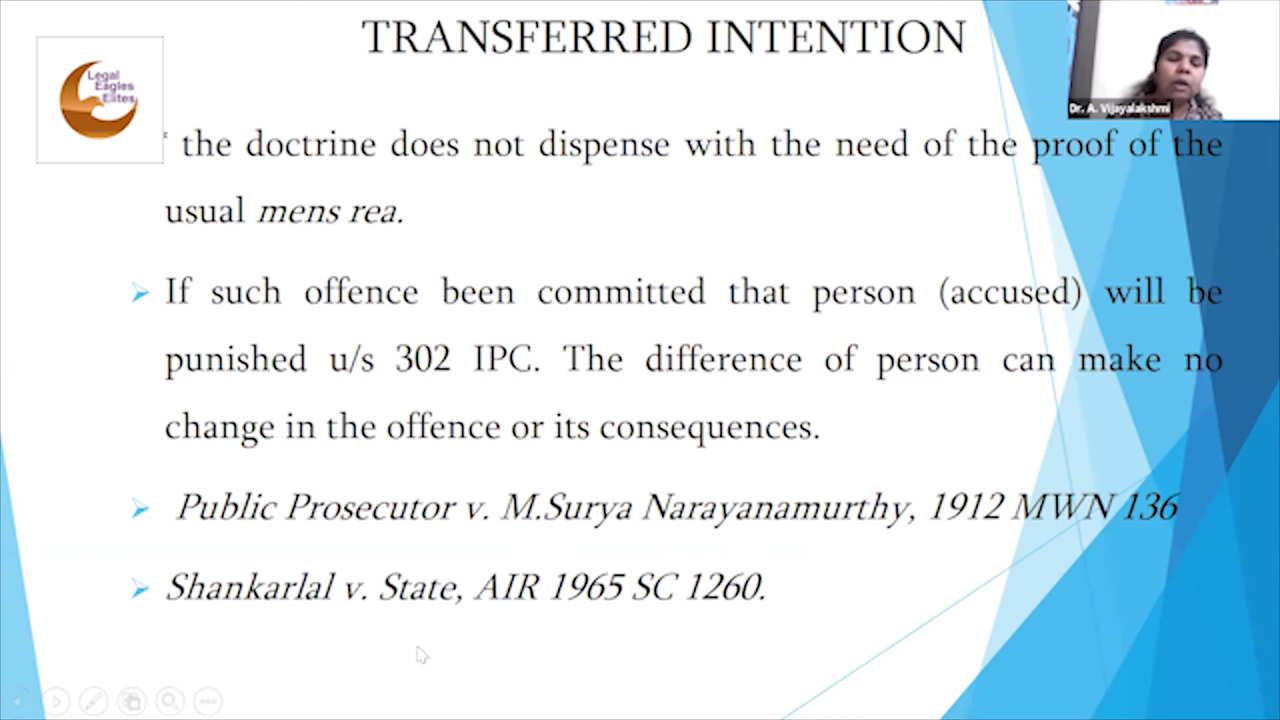 TRANSFERRED INTENTION
Legal
Eagles
Elites
Dr. A. Vijayalakshmi
the doctrine does not dispense with the need of the proof of the
usual mens rea.
If such offence been committed that person (accused) will be
punished u/s 302 IPC. The difference of person can make no
change in the offence or its consequences.
Public Prosecutor v. M.Surya Narayanamurthy, 1912 MWN 136
Shankarlal v. State, AIR 1965 SC 1260.